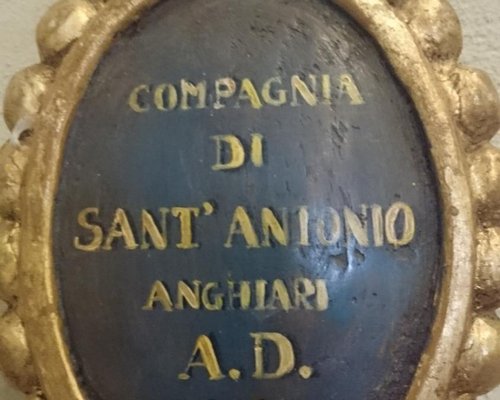 COMPAGNIA
DI
SANT' ANTONIO
ANGHIARI
A.D.